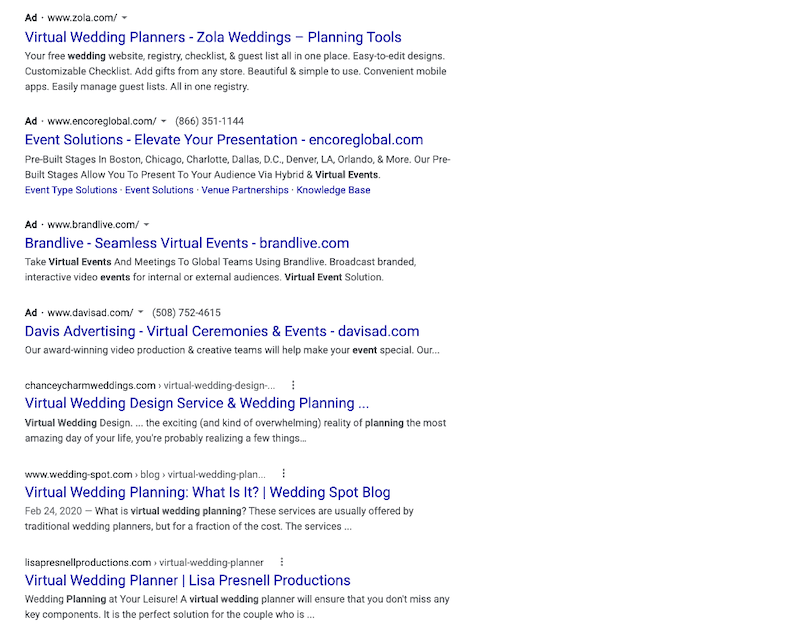 Ad · www.zola.com/
Virtual Wedding Planners - Zola Weddings – Planning Tools
Your free wedding website, registry, checklist, & guest list all in one place. Easy-to-edit designs.
Customizable Checklist. Add gifts from any store. Beautiful & simple to use. Convenient mobile
apps. Easily manage guest lists. All in one registry.
Ad · www.encoreglobal.com/ (866) 351-1144
Event Solutions - Elevate Your Presentation - encoreglobal.com
Pre-Built Stages In Boston, Chicago, Charlotte, Dallas, D.C., Denver, LA, Orlando, & More. Our Pre-
Built Stages Allow You To Present To Your Audience Via Hybrid & Virtual Events.
Event Type Solutions · Event Solutions · Venue Partnerships · Knowledge Base
Ad · www.brandlive.com/
Brandlive - Seamless Virtual Events - brandlive.com
Take Virtual Events And Meetings To Global Teams Using Brandlive. Broadcast branded,
interactive video events for internal or external audiences. Virtual Event Solution.
Ad · www.davisad.com/ (508) 752-4615
Davis Advertising - Virtual Ceremonies & Events - davisad.com
Our award-winning video production & creative teams will help make your event special. Our...
chanceycharmweddings.com › virtual-wedding-design-...
Virtual Wedding Design Service & Wedding Planning ...
Virtual Wedding Design. ... the exciting (and kind of overwhelming) reality of planning the most
amazing day of your life, you're probably realizing a few things...
www.wedding-spot.com › blog › virtual-wedding-plan...
Virtual Wedding Planning: What Is It? | Wedding Spot Blog
Feb 24, 2020 — What is virtual wedding planning? These services are usually offered by
traditional wedding planners, but for a fraction of the cost. The services ...
lisapresnellproductions.com › virtual-wedding-planner
Virtual Wedding Planner | Lisa Presnell Productions
Wedding Planning at Your Leisure! A virtual wedding planner will ensure that you don't miss any
key components. It is the perfect solution for the couple who is ...